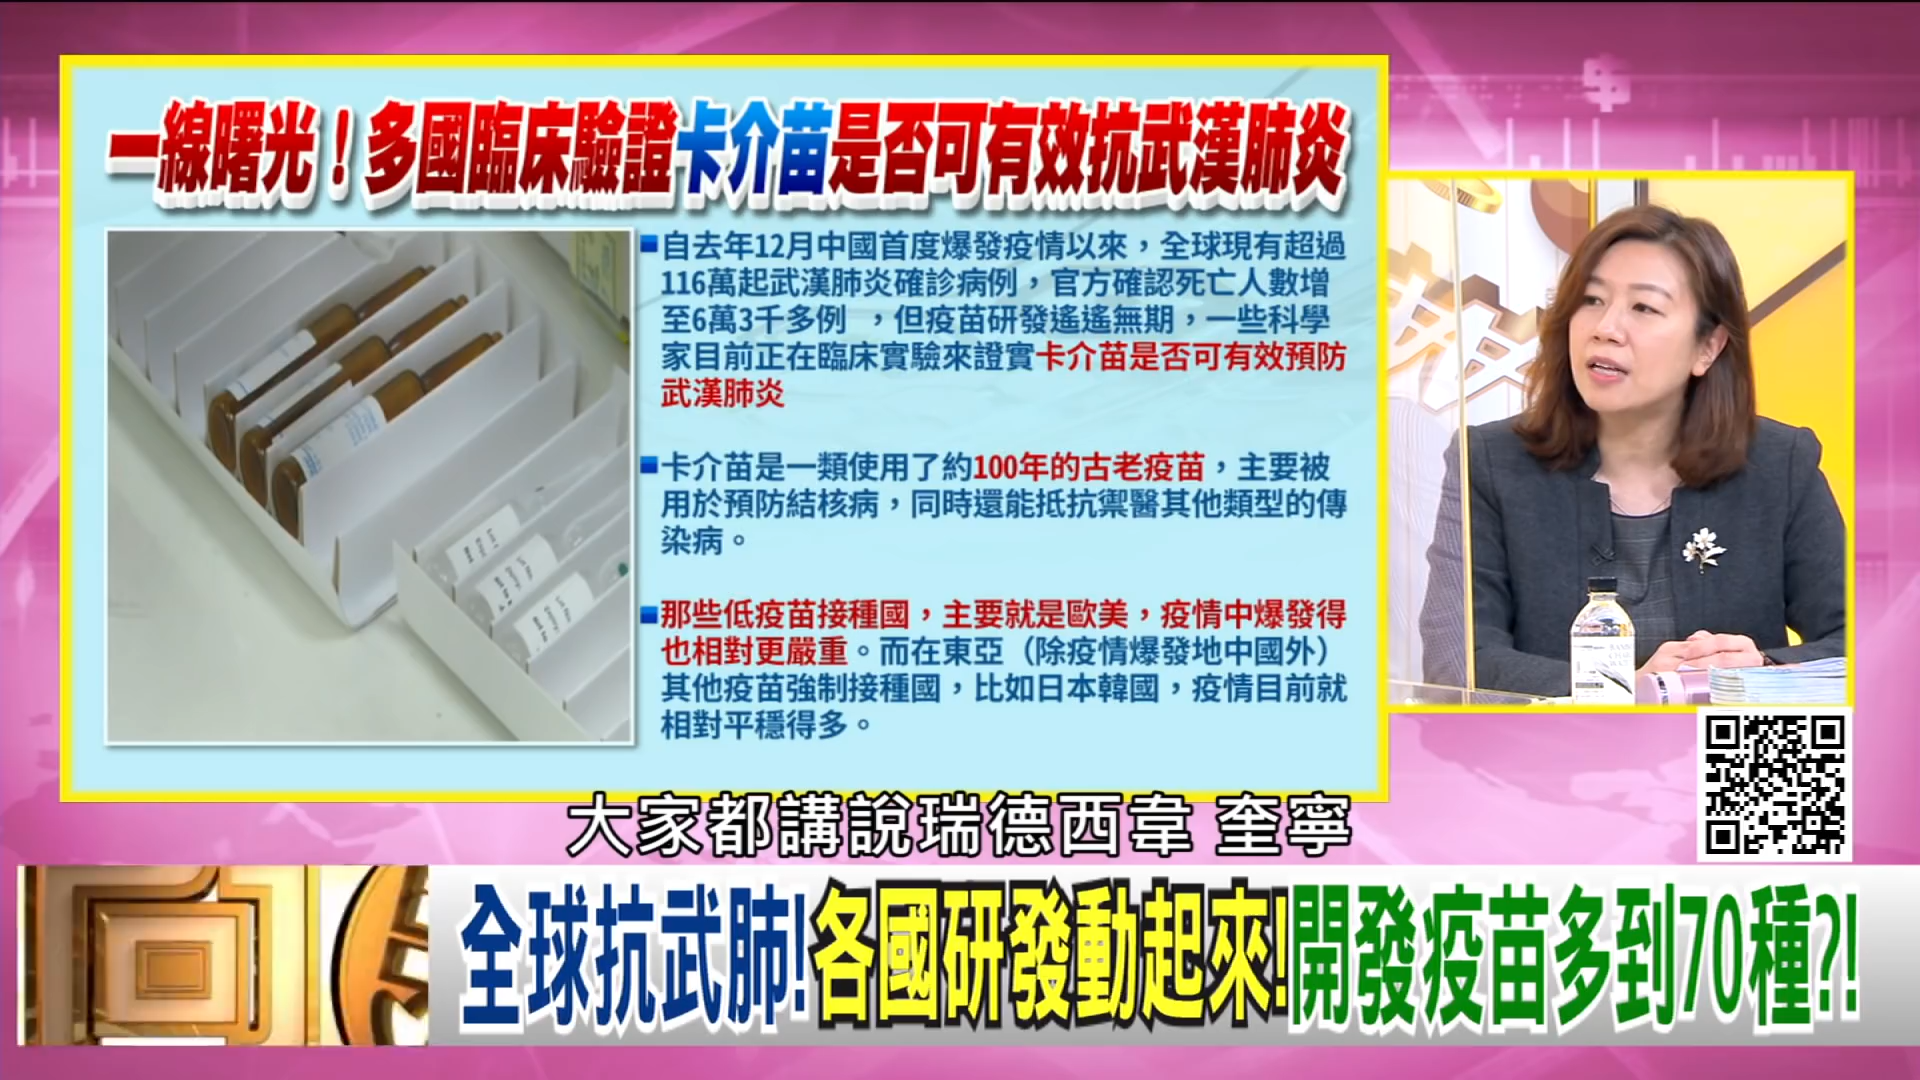 一線曙光！多國臨床驗證卡介苗是否可有效抗武漢肺炎
自去年12月中國首度爆發疫情以來，全球現有超過
116萬起武漢肺炎確診病例，官方確認死亡人數增
至6萬3千多例 ，但疫苗研發遙遙無期，一些科學
家目前正在臨床實驗來證實卡介苗是否可有效預防
武漢肺炎
卡介苗是一類使用了約100年的古老疫苗，主要被
用於預防結核病，同時還能抵抗禦醫其他類型的傳
染病。
那些低疫苗接種國，主要就是歐美，疫情中爆發得
也相對更嚴重。而在東亞（除疫情爆發地中國外）
其他疫苗強制接種國，比如日本韓國，疫情目前就
相對平穩得多。
大家都講說瑞德西韋 奎寧
全球抗武肺!各國研發動起來!開發疫苗多到70種?!